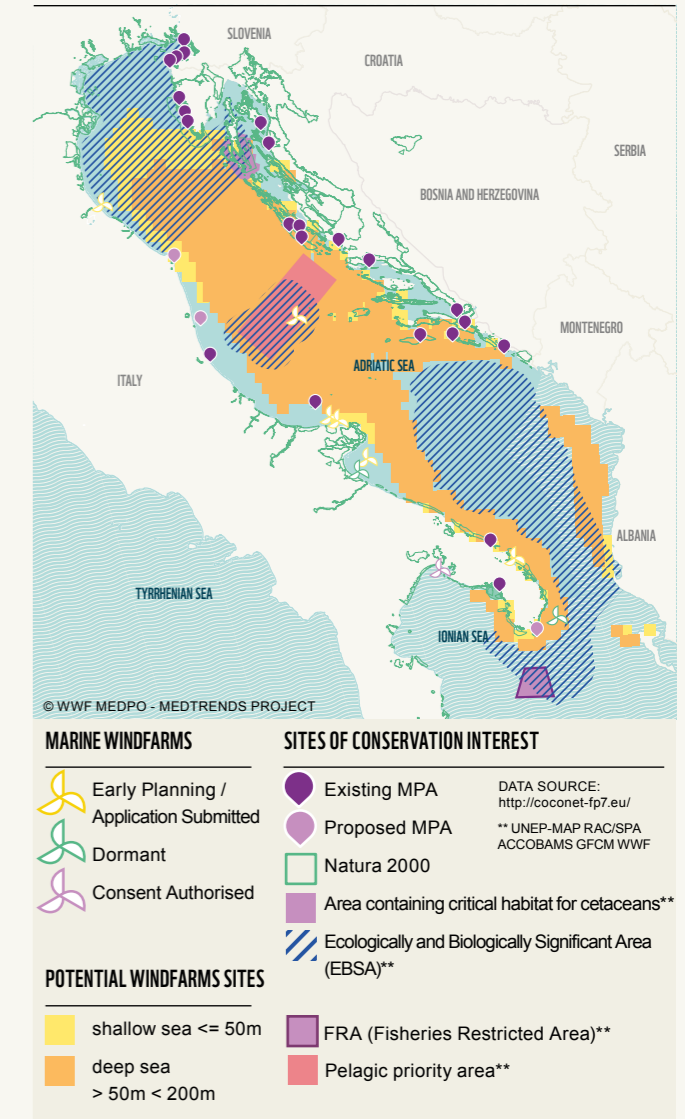 SLOVENIA
CROATIA
SERBIA
BOSNIA AND HERZEGOVINA
MONTENEGRO
ITALY
ADRIATIC SEA
ALBANIA
TYRRHENIAN SEA
IONIAN SEA
© WWF MEDPO - MEDTRENDS PROJECT
MARINE WINDFARMS
Early Planning /
Application Submitted
Dormant
Consent Authorised
POTENTIAL WINDFARMS SITES
shallow sea <= 50m
deep sea
> 50m < 200m
SITES OF CONSERVATION INTEREST
Existing MPA
Proposed MPA
Natura 2000
Area containing critical habitat for cetaceans**
Ecologically and Biologically Significant Area
(EBSA)**
FRA (Fisheries Restricted Area)**
Pelagic priority area**
DATA SOURCE:
http://coconet-fp7.eu/
** UNEP-MAP RAC/SPA
ACCOBAMS GFCM WWF